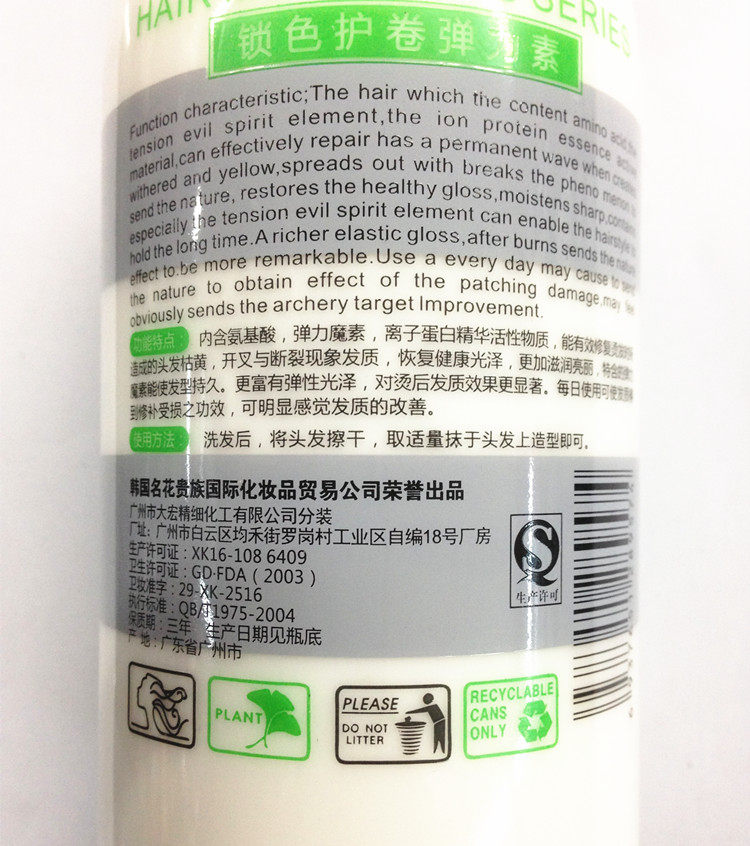 HAIR SERIES
锁色护卷弹力素
Function characteristic;The hair which the content amino acid,the
tension evil spirit element,the ion protein essence
material,can effectively repair has a permanent wave when
withered and yellow,spreads out with breaks the pheno menon
send the nature, restores the healthy gloss,moistens sharp,
especially, the tension evil spirit element can enable the hairstyle
hold the long time.A richer elastic gloss,after burns sends the
effect to.be more remarkable.Use a every day may cause to
the nature to obtain effect of the patching damage,may
obviously sends the archery target Improvement.
功能特点： 内含氨基酸，弹力魔素，离子蛋白精华活性物质，能有效修复
造成的头发枯黄，开叉与断裂现象发质，恢复健康光泽，更加滋润亮丽，
魔素能使发型持久。更富有弹性光泽，对烫后发质效果更显著。每日使用可使
到修补受损之功效，可明显感觉发质的改善。
使用方法： 洗发后，将头发擦干，取适量抹于头发上造型即可。
韩国名花贵族国际化妆品贸易公司荣誉出品
广州市大宏精细化工有限公司分装
厂址：广州市白云区均禾街罗岗村工业区自编18号厂房
生产许可证：XK16-108 6409
卫生许可证：GD·FDA（2003）
卫妆准字：29-XK-2516
执行标准：QB/T1975-2004
保质期：三年 生产日期见瓶底
产 地：广东省广州市
生产许可
PLANT
PLEASE
DO NOT
LITTER
RECYCLABLE
CANS
ONLY